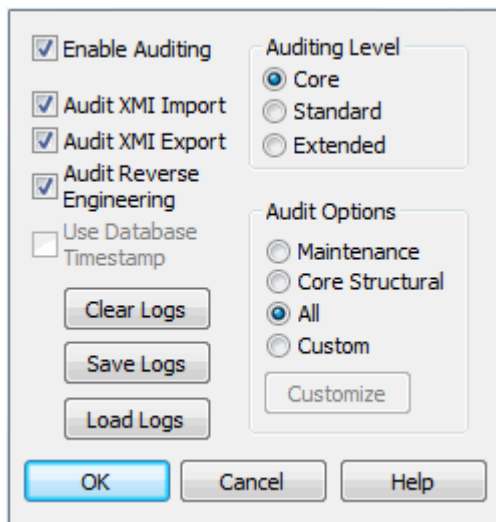 Enable Auditing
Audit XMI Import
Audit XMI Export
Audit Reverse
Engineering
Use Database
Timestamp
Clear Logs
Save Logs
Load Logs
Auditing Level
Core
Standard
Extended
Audit Options
Maintenance
Core Structural
All
Custom
Customize
OK
Cancel
Help